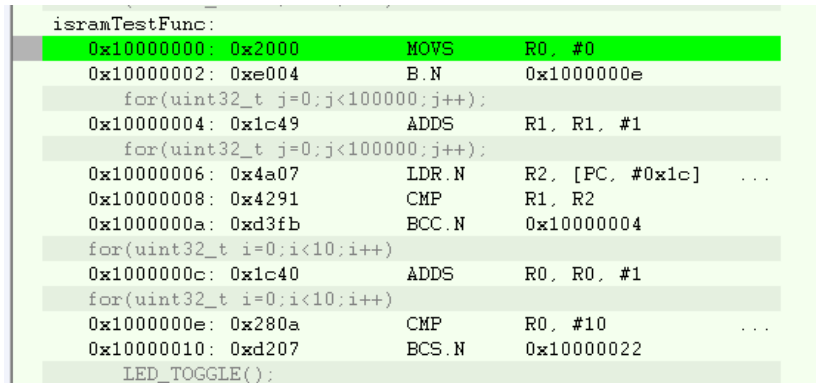 isramTestFunc:
0x10000000: 0x2000 MOVS R0, #0
0x10000002: 0xe004 B.N 0x1000000e
for(uint32_t j=0;j<100000;j++);
0x10000004: 0x1c49 ADDS R1, R1, #1
for(uint32_t j=0;j<100000;j++);
0x10000006: 0x4a07 LDR.N R2, [PC, #0x1c] ...
0x10000008: 0x4291 CMP R1, R2
0x1000000a: 0xd3fb BCC.N 0x10000004
for(uint32_t i=0;i<10;i++)
0x1000000c: 0x1c40 ADDS R0, R0, #1
for(uint32_t i=0;i<10;i++)
0x1000000e: 0x280a CMP R0, #10 ...
0x10000010: 0xd207 BCS.N 0x10000022
LED_TOGGLE();